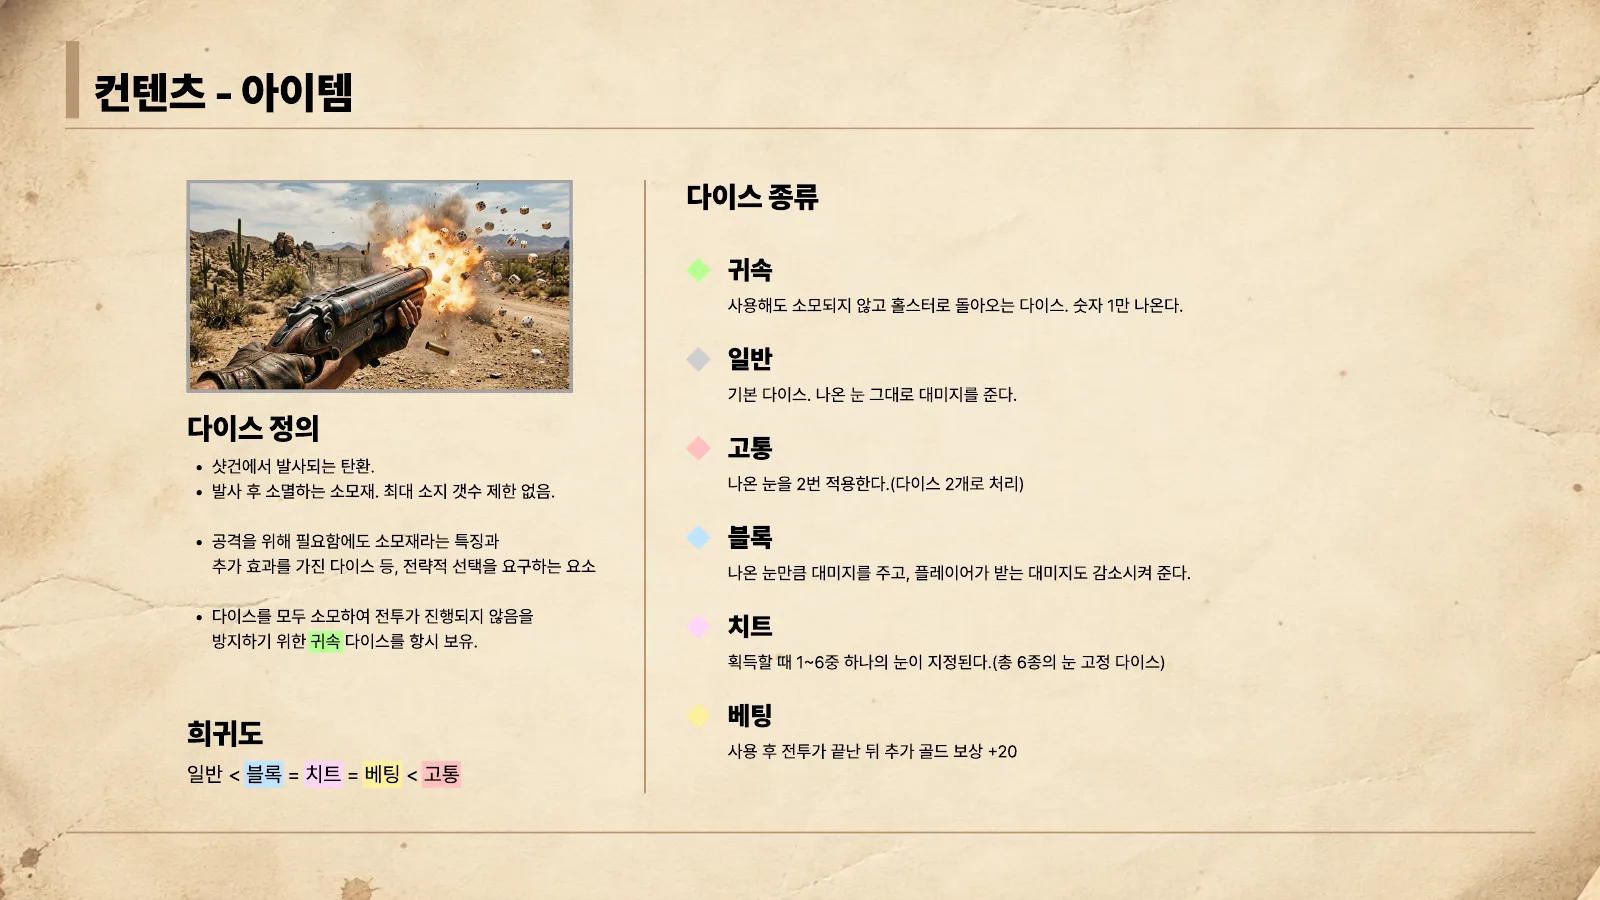 컨텐츠 - 아이템
다이스 정의
• 샷건에서 발사되는 탄환.
• 발사 후 소멸하는 소모재. 최대 소지 갯수 제한 없음.
• 공격을 위해 필요함에도 소모재라는 특징과
추가 효과를 가진 다이스 등, 전략적 선택을 요구하는 요소
• 다이스를 모두 소모하여 전투가 진행되지 않음을
방지하기 위한 귀속 다이스를 항시 보유.
희귀도
일반 < 블록 = 치트 = 베팅 < 고통
다이스 종류
귀속
사용해도 소모되지 않고 홀스터로 돌아오는 다이스. 숫자 1만 나온다.
일반
기본 다이스. 나온 눈 그대로 대미지를 준다.
고통
나온 눈을 2번 적용한다.(다이스 2개로 처리)
블록
나온 눈만큼 대미지를 주고, 플레이어가 받는 대미지도 감소시켜 준다.
치트
획득할 때 1~6중 하나의 눈이 지정된다.(총 6종의 눈 고정 다이스)
베팅
사용 후 전투가 끝난 뒤 추가 골드 보상 +20